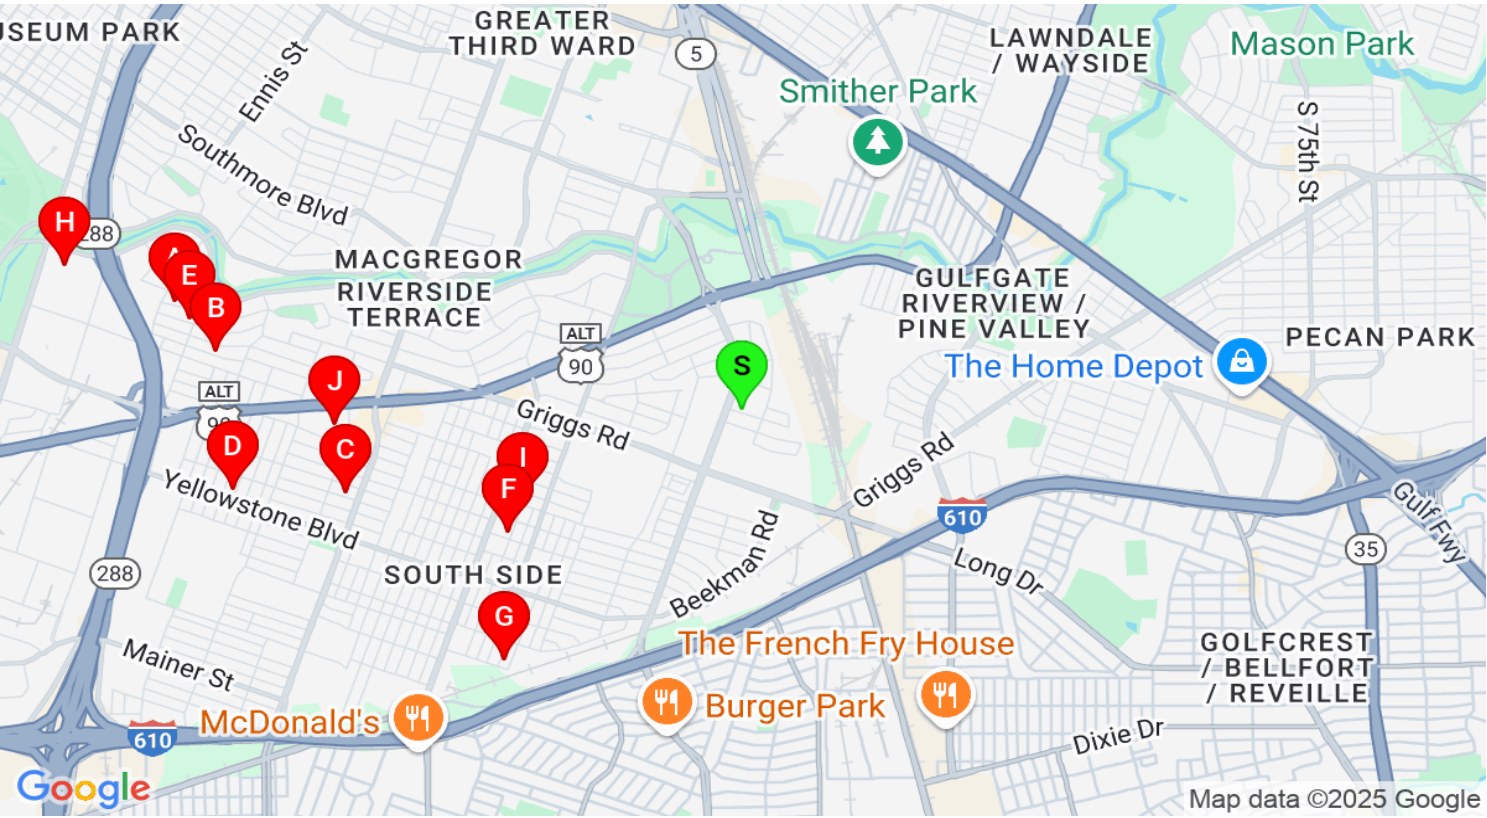 USEUM PARK
GREATER
THIRD WARD
5
LAWNDALE
/ WAYSIDE
Mason Park
Ennis St
Smither Park
S 75th St
Southmore Blvd
H
288
A
E
B
MACGREGOR
RIVERSIDE
TERRACE
GULFGATE
RIVERVIEW /
PINE VALLEY
ALT
90
PECAN PARK
The Home Depot
S
J
ALT
90
Griggs Rd
D
C
I
F
Griggs Rd
Yellowstone Blvd
610
Gulf Fwy
35
288
SOUTH SIDE
Beekman Rd
Long Dr
G
Mainer St
The French Fry House
GOLFCREST
/ BELLFORT
/ REVEILLE
McDonald's
Burger Park
610
Dixie Dr
Google
Map data ©2025 Google